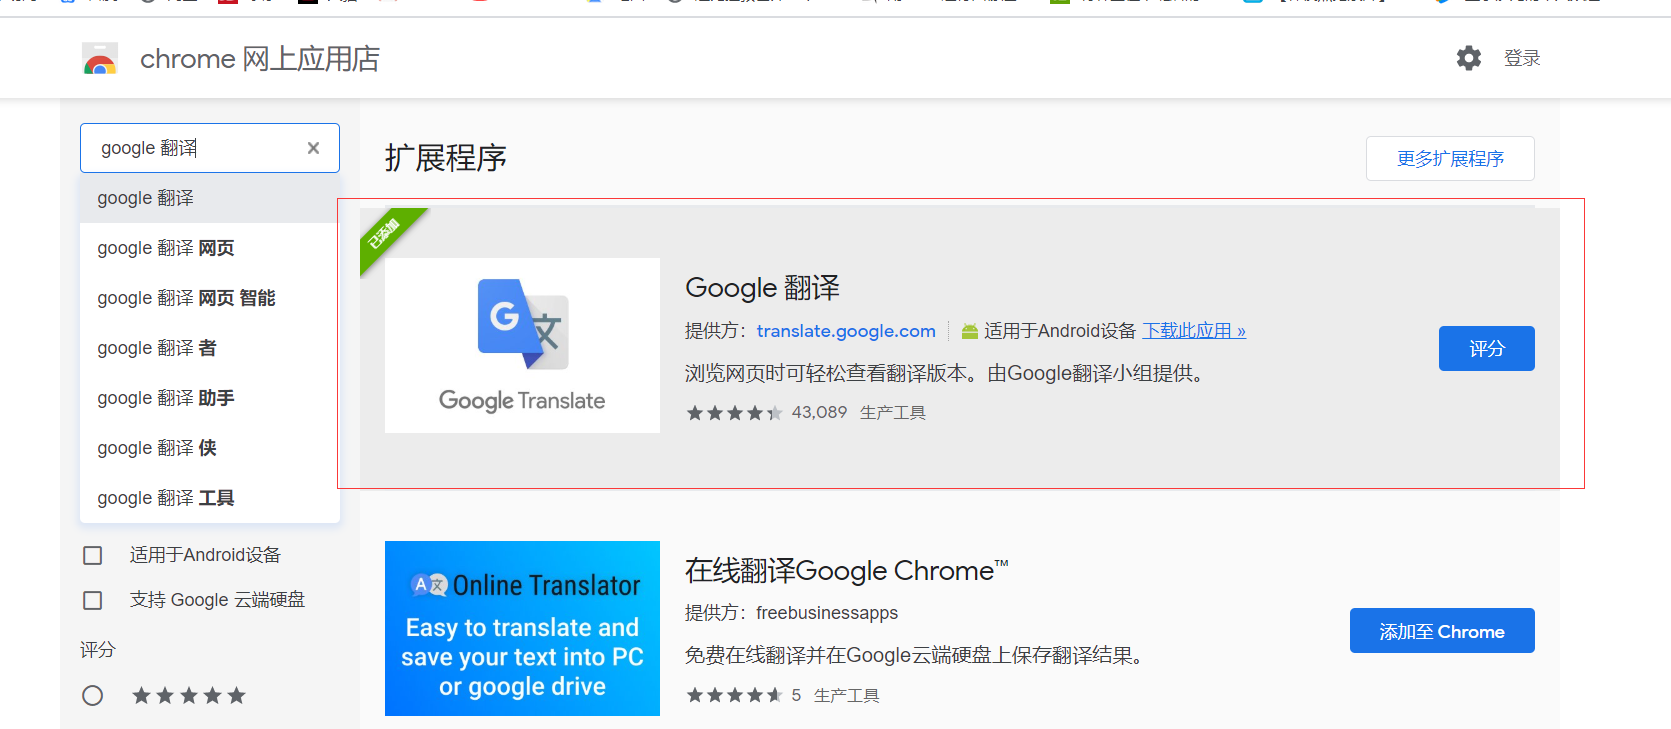 chrome 网上应用店
登录
google 翻译
google 翻译
google 翻译 网页
google 翻译 网页 智能
google 翻译 者
google 翻译 助手
google 翻译 侠
google 翻译 工具
适用于Android设备
支持 Google 云端硬盘
评分
扩展程序
更多扩展程序
已添加
G 文
Google Translate
Google 翻译
提供方：translate.google.com 适用于Android设备 下载此应用 »
浏览网页时可轻松查看翻译版本。由Google翻译小组提供。
43,089 生产工具
评分
A文 Online Translator
Easy to translate and
save your text into PC
or google drive
在线翻译Google Chrome™
提供方：freebusinessapps
免费在线翻译并在Google云端硬盘上保存翻译结果。
5 生产工具
添加至 Chrome